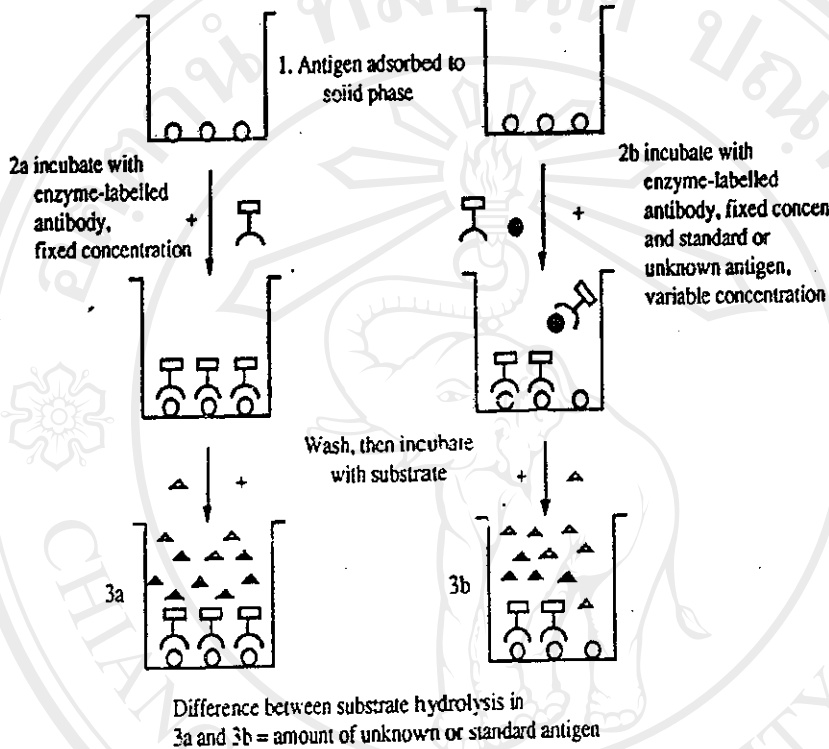 1. Antigen adsorbed to
solid phase
2a incubate with
enzyme-labelled
antibody,
fixed concentration
+
2b incubate with
enzyme-labelled
antibody, fixed concen
and standard or
unknown antigen,
variable concentration
+
Wash, then incubate
with substrate
+
+
3a
3b
Difference between substrate hydrolysis in
3a and 3b = amount of unknown or standard antigen